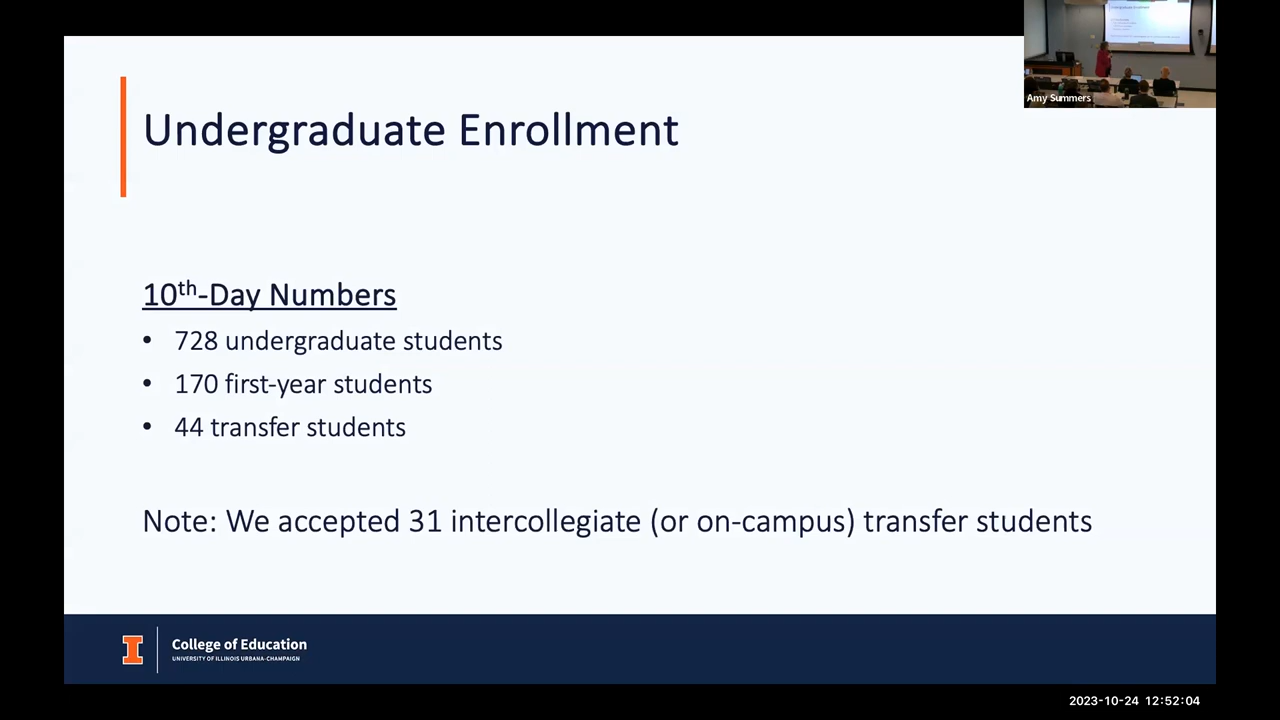 Undergraduate Enrollment
Amy Summers
10th-Day Numbers
• 728 undergraduate students
• 170 first-year students
• 44 transfer students
Note: We accepted 31 intercollegiate (or on-campus) transfer students
I
College of Education
UNIVERSITY OF ILLINOIS URBANA-CHAMPAIGN
2023-10-24 12:52:04